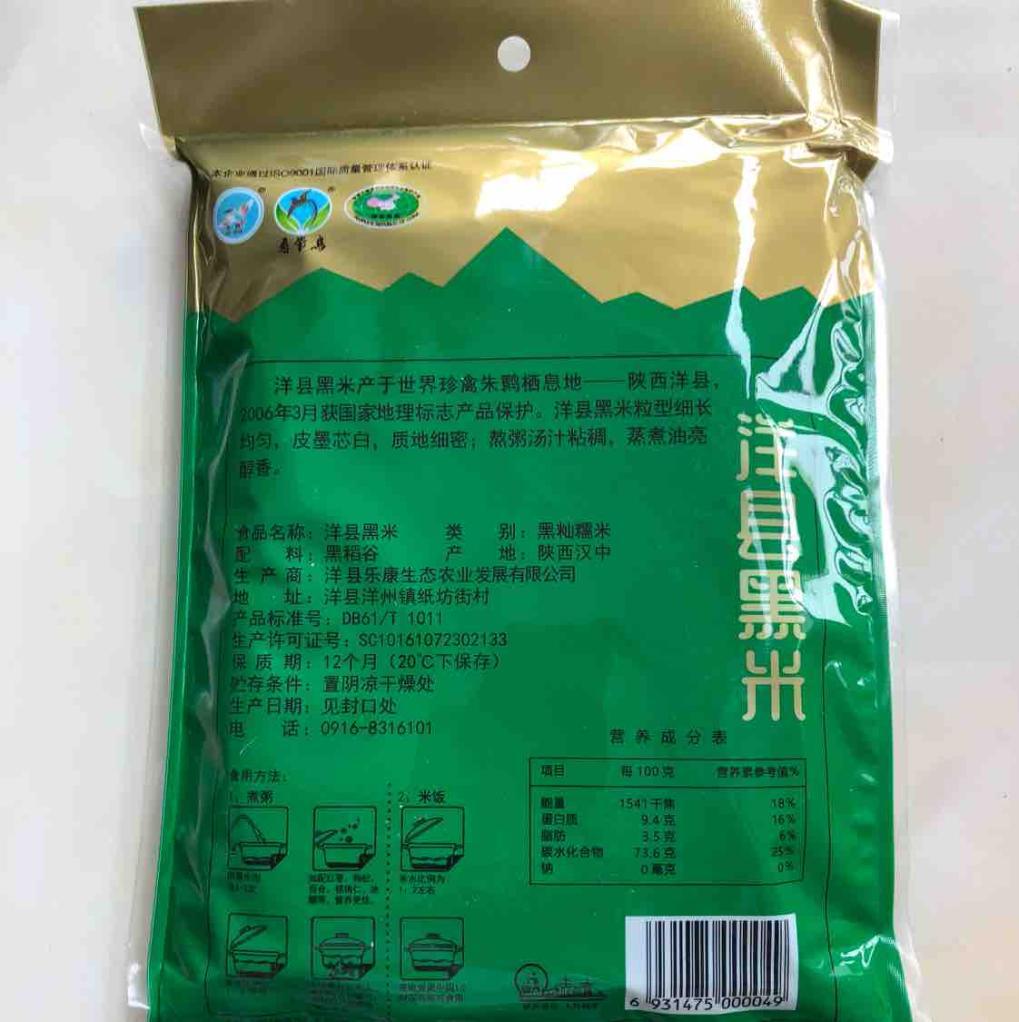 本企业通过ISO9001国际质量管理体系认证
洋县黑米产于世界珍禽朱鹮栖息地——陕西洋县，
2006年3月获国家地理标志产品保护。洋县黑米粒型细长
均匀，皮墨芯白，质地细密；熬粥汤汁粘稠，蒸煮油亮
醇香。
洋县黑米
食品名称：洋县黑米 类 别：黑籼糯米
配 料：黑稻谷 产 地：陕西汉中
生 产 商：洋县乐康生态农业发展有限公司
地 址：洋县洋州镇纸坊街村
产品标准号：DB61/T 1011
生产许可证号：SC10161072302133
保 质 期：12个月（20℃下保存）
贮存条件：置阴凉干燥处
生产日期：见封口处
电 话：0916-8316101
营养成分表
项目 每100克 营养素参考值%
能量 1541千焦 18%
蛋白质 9.4克 16%
脂肪 3.5克 6%
碳水化合物 73.6克 25%
钠 0毫克 0%
食用方法：
1、煮粥
2、米饭
米水比例为
1：2左右
6 931475 000049